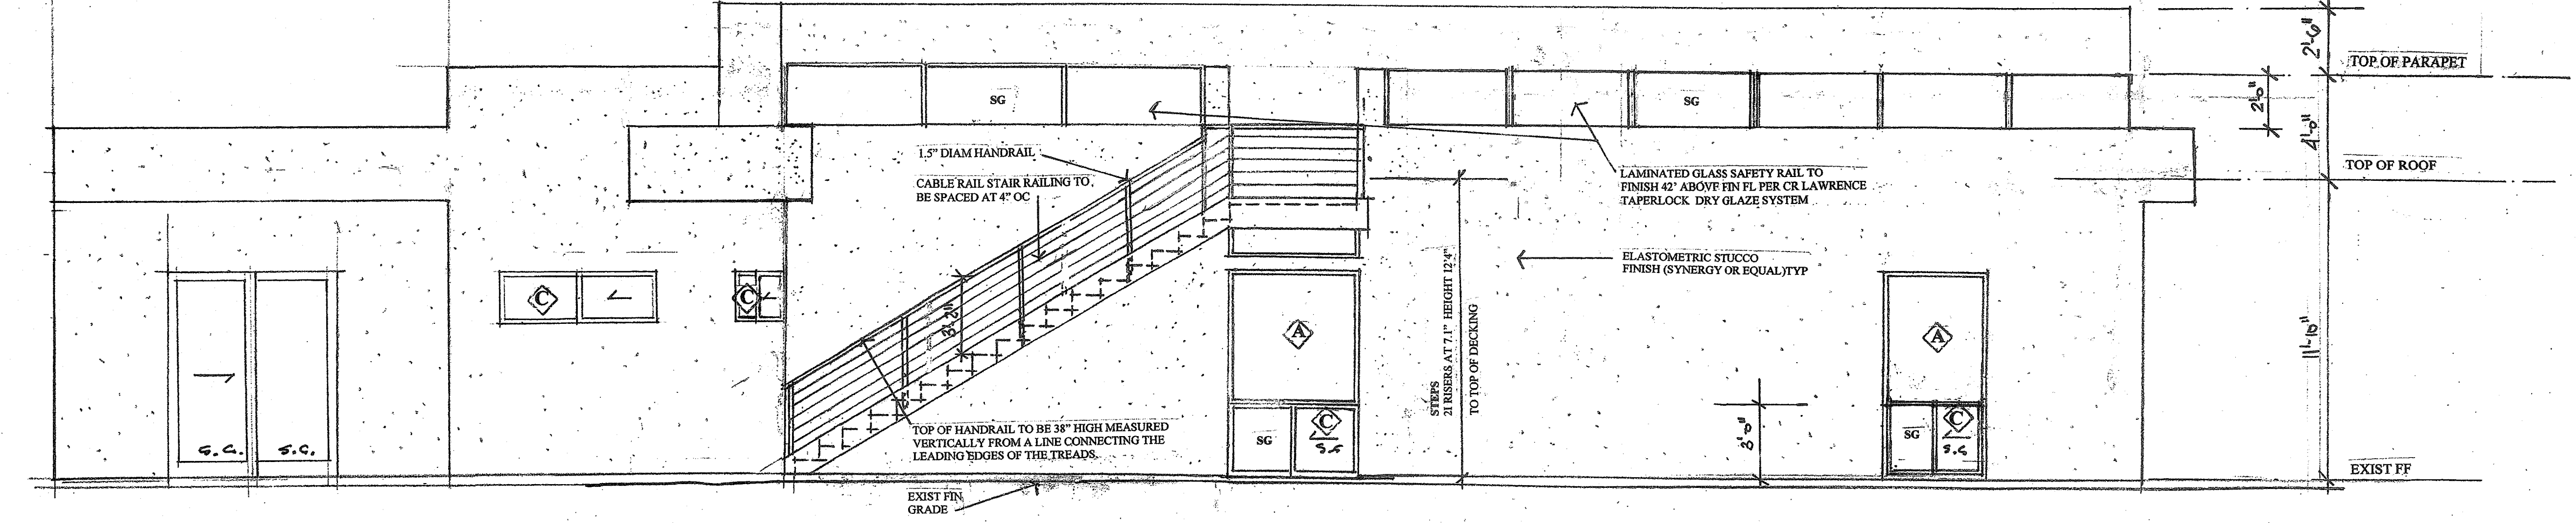 2'-6"
TOP OF PARAPET
SG
SG
2'-0"
4'-0"
1.5" DIAM HANDRAIL
CABLE RAIL STAIR RAILING TO
BE SPACED AT 4" OC
TOP OF ROOF
LAMINATED GLASS SAFETY RAIL TO
FINISH 42' ABOVE FIN FL PER CR LAWRENCE
TAPERLOCK DRY GLAZE SYSTEM
ELASTOMETRIC STUCCO
FINISH (SYNERGY OR EQUAL)TYP
C
C
3'-2"
A
STEPS
21 RISERS AT 7.1" HEIGHT 12'4"
TO TOP OF DECKING
A
11'-10"
TOP OF HANDRAIL TO BE 38" HIGH MEASURED
VERTICALLY FROM A LINE CONNECTING THE
LEADING EDGES OF THE TREADS.
S.G.
S.G.
SG
C
S.G
3'-0"
SG
C
S.G
EXIST FF
EXIST FIN
GRADE